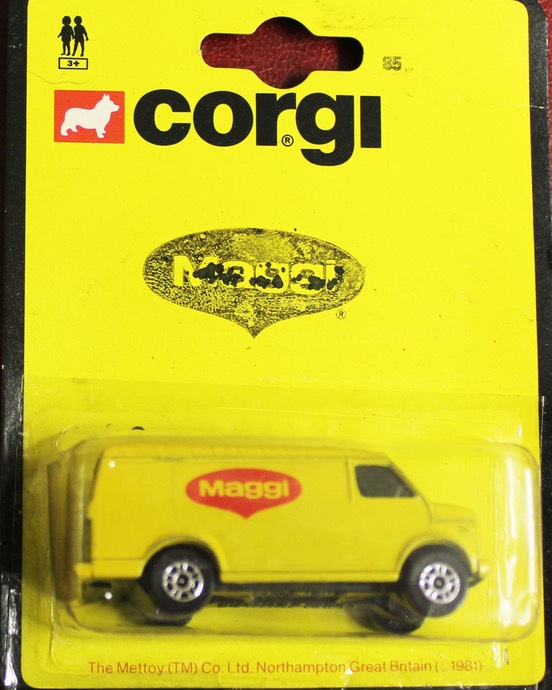 3+
85
corgi®
Maggi
®
Maggi
The Mettoy (TM) Co. Ltd. Northampton Great Britain (©1981)